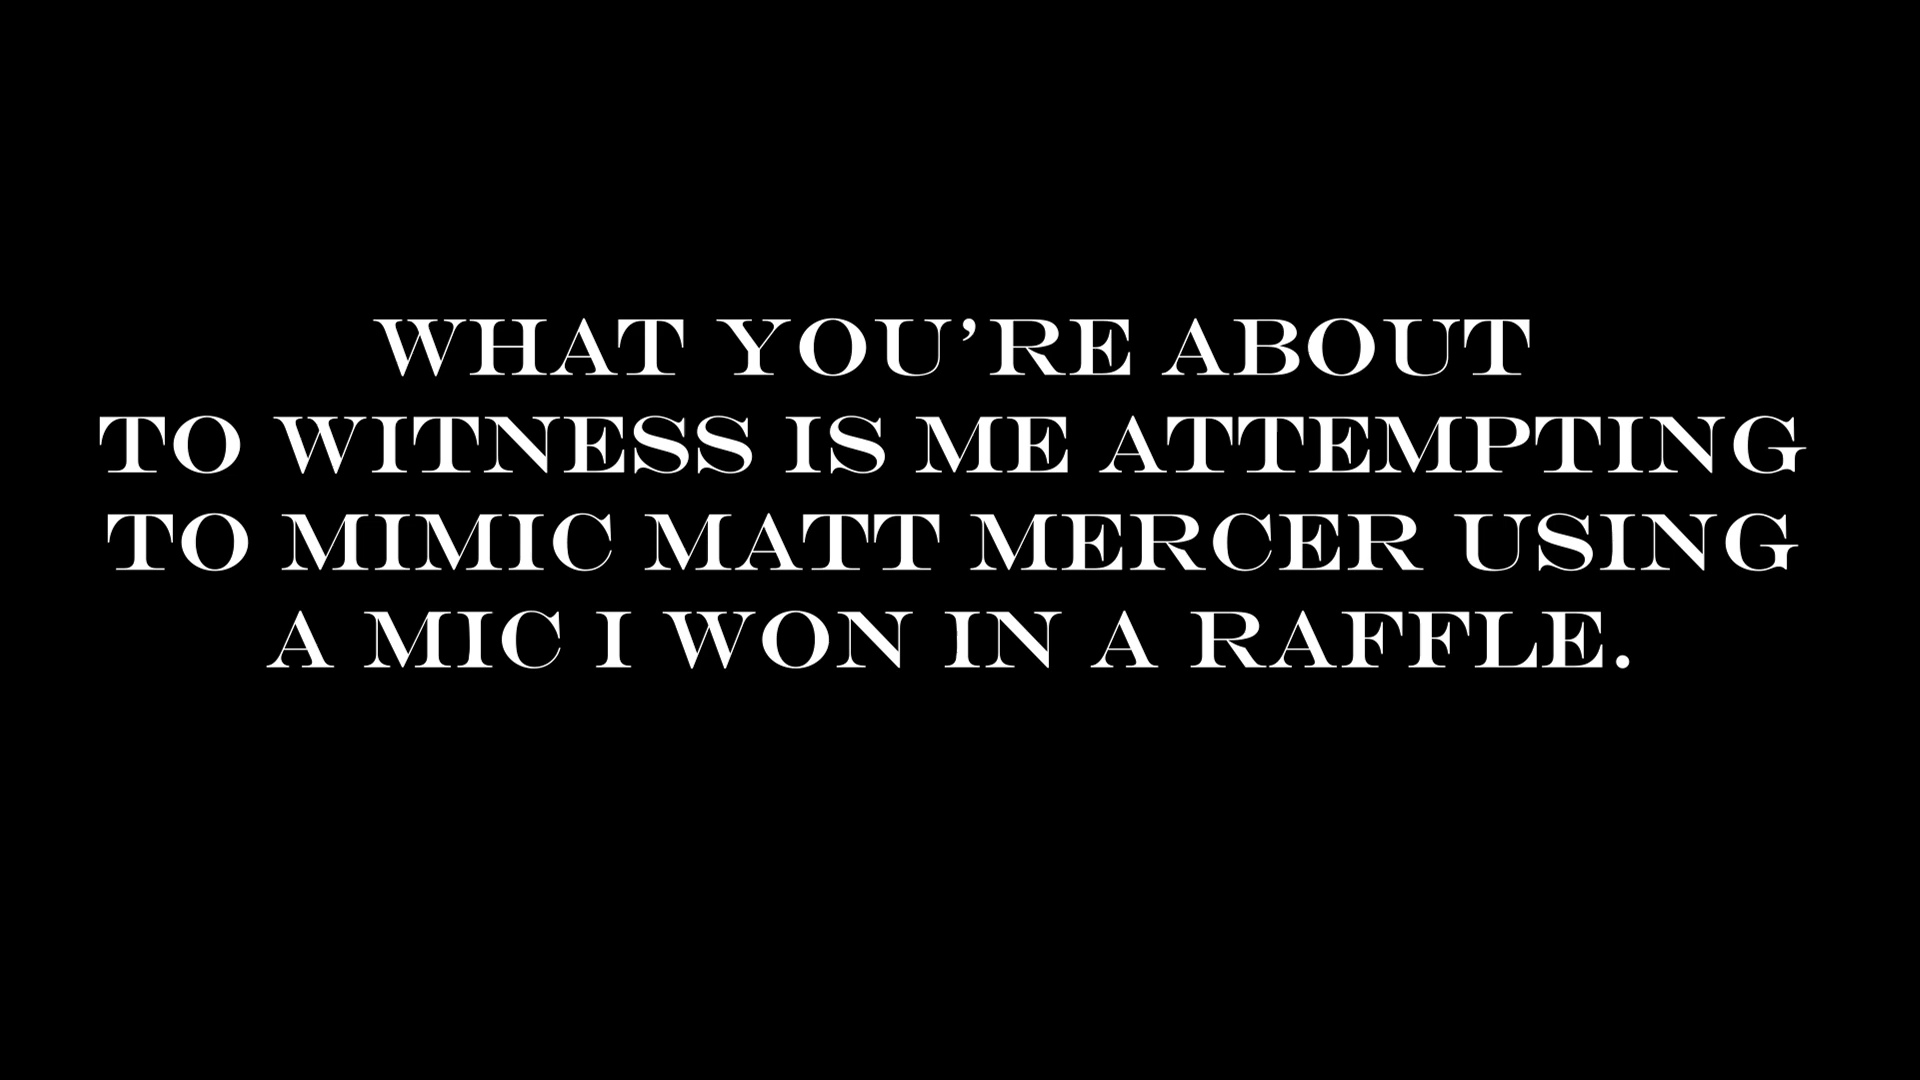 WHAT YOU’RE ABOUT
TO WITNESS IS ME ATTEMPTING
TO MIMIC MATT MERCER USING
A MIC I WON IN A RAFFLE.